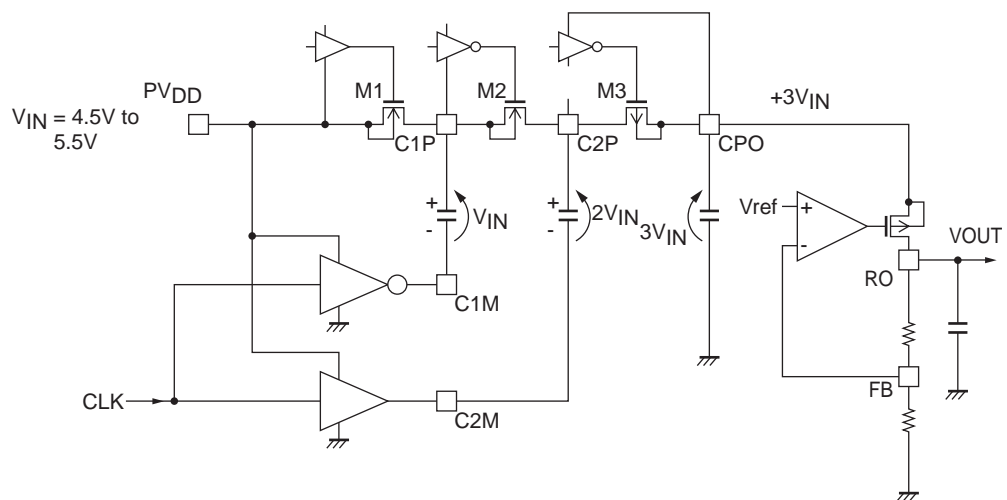 M1
M2
M3
PVDD
+3VIN
VIN = 4.5V to
5.5V
C1P
C2P
CPO
+
-
VIN
+
-
2VIN
3VIN
Vref
+
-
VOUT
RO
C1M
FB
CLK
C2M